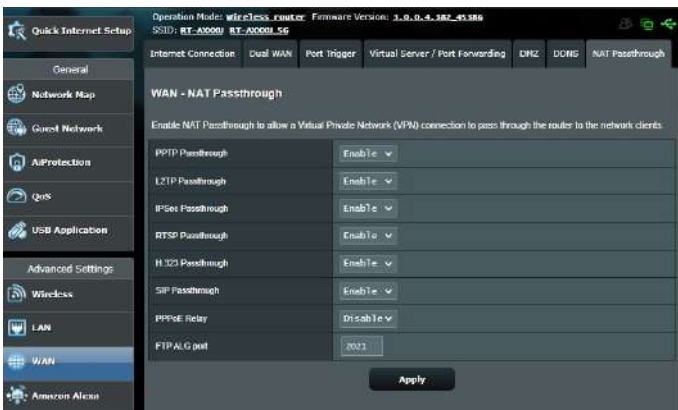 Quick Internet Setup
General
Network Map
Guest Network
AiProtection
QoS
USB Application
Advanced Settings
Wireless
LAN
WAN
Amazon Alexa
Operation Mode: Wireless router Firmware Version: 3.0.0.4.382_45386
SSID:
Internet Connection Dual WAN Port Trigger Virtual Server / Port Forwarding DMZ DDNS NAT Passthrough
WAN - NAT Passthrough
Enable NAT Passthrough to allow a Virtual Private Network (VPN) connection to pass through the router to the network clients.
PPTP Passthrough Enable
L2TP Passthrough Enable
IPSec Passthrough Enable
RTSP Passthrough Enable
H.323 Passthrough Enable
SIP Passthrough Enable
PPPoE Relay Disable
FTP ALG port 2021
Apply